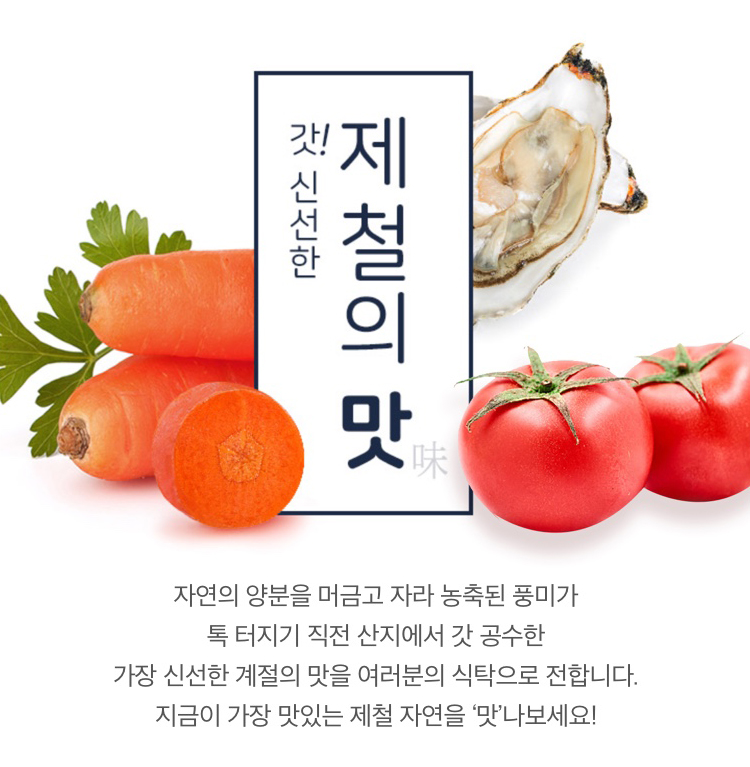 갓! 신선한
제철의 맛 味
자연의 양분을 머금고 자라 농축된 풍미가
톡 터지기 직전 산지에서 갓 공수한
가장 신선한 계절의 맛을 여러분의 식탁으로 전합니다.
지금이 가장 맛있는 제철 자연을 ‘맛’나보세요!